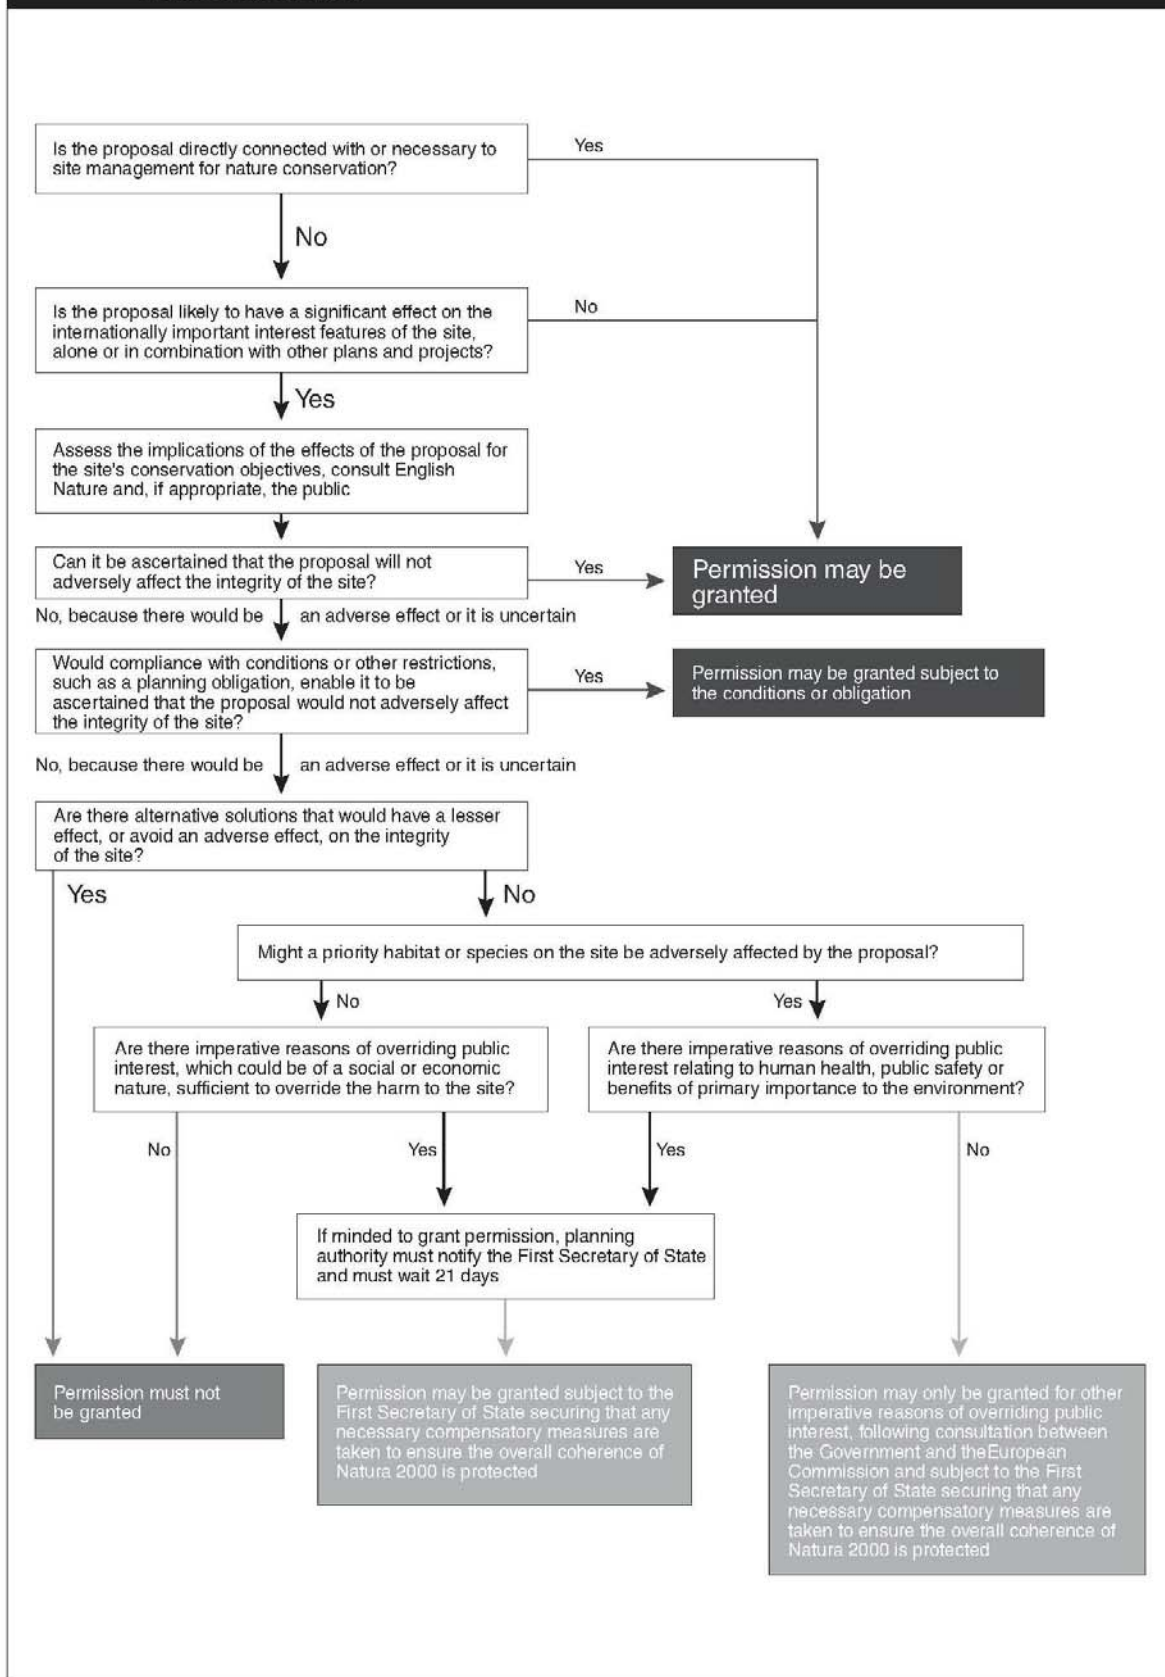 Is the proposal directly connected with or necessary to
site management for nature conservation?
Yes
No
Is the proposal likely to have a significant effect on the
internationally important interest features of the site,
alone or in combination with other plans and projects?
No
Yes
Assess the implications of the effects of the proposal for
the site's conservation objectives, consult English
Nature and, if appropriate, the public
Can it be ascertained that the proposal will not
adversely affect the integrity of the site?
Yes
Permission may be
granted
No, because there would be an adverse effect or it is uncertain
Would compliance with conditions or other restrictions,
such as a planning obligation, enable it to be
ascertained that the proposal would not adversely affect
the integrity of the site?
Yes
Permission may be granted subject to
the conditions or obligation
No, because there would be an adverse effect or it is uncertain
Are there alternative solutions that would have a lesser
effect, or avoid an adverse effect, on the integrity
of the site?
Yes
No
Might a priority habitat or species on the site be adversely affected by the proposal?
No
Yes
Are there imperative reasons of overriding public
interest, which could be of a social or economic
nature, sufficient to override the harm to the site?
Are there imperative reasons of overriding public
interest relating to human health, public safety or
benefits of primary importance to the environment?
No
Yes
Yes
No
If minded to grant permission, planning
authority must notify the First Secretary of State
and must wait 21 days
Permission must not
be granted
Permission may be granted subject to the
First Secretary of State securing that any
necessary compensatory measures are
taken to ensure the overall coherence of
Natura 2000 is protected
Permission may only be granted for other
imperative reasons of overriding public
interest, following consultation between
the Government and theEuropean
Commission and subject to the First
Secretary of State securing that any
necessary compensatory measures are
taken to ensure the overall coherence of
Natura 2000 is protected